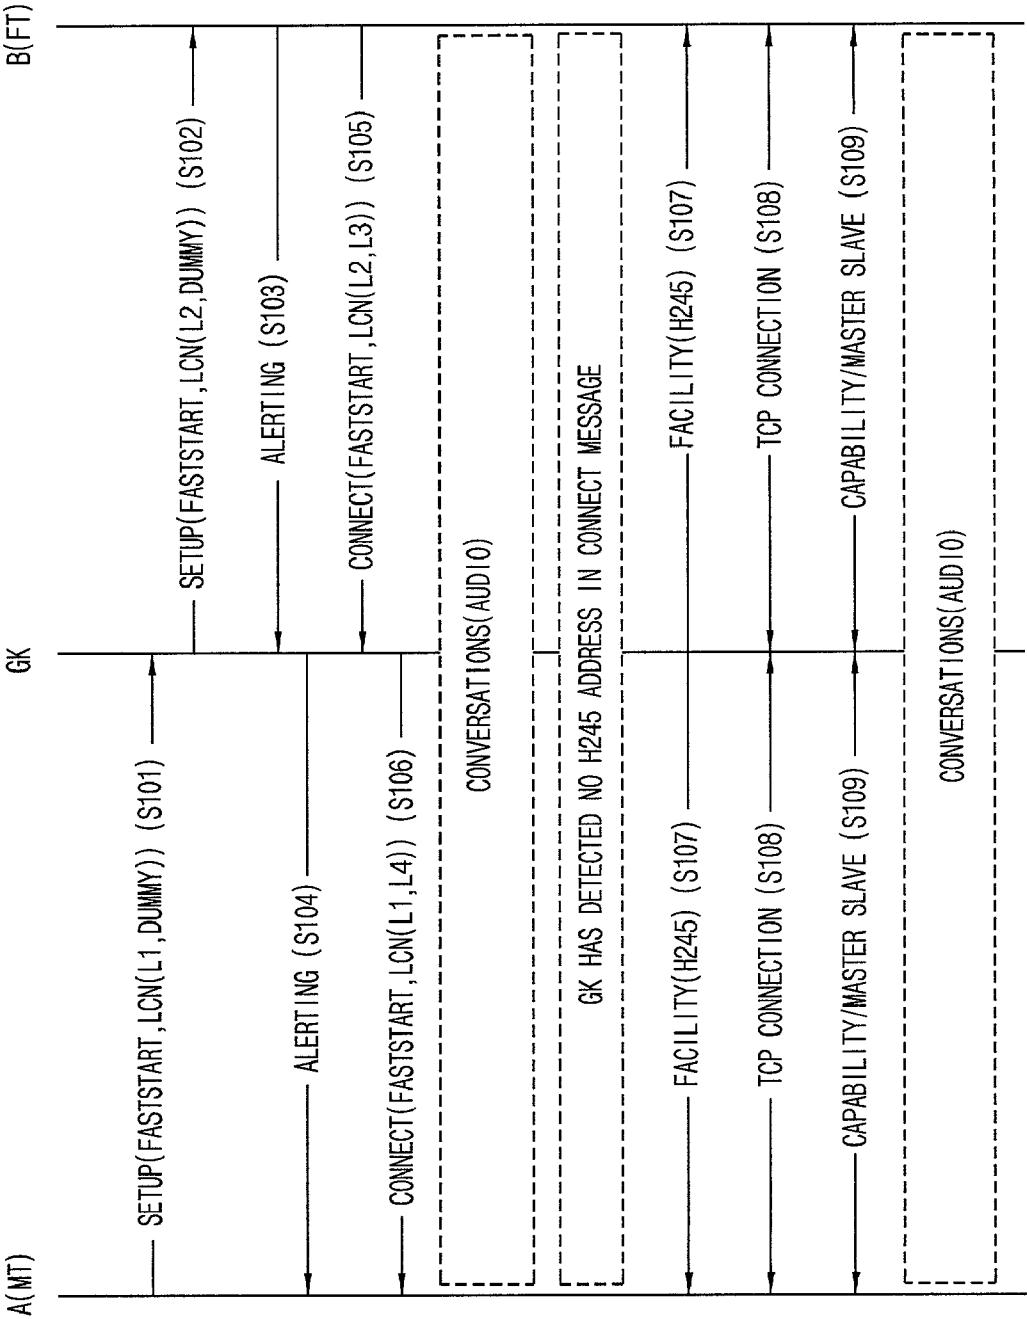 A(MT)
GK
B(FT)
SETUP(FASTSTART,LCN(L1,DUMMY)) (S101)
SETUP(FASTSTART,LCN(L2,DUMMY)) (S102)
ALERTING (S103)
ALERTING (S104)
CONNECT(FASTSTART,LCN(L2,L3)) (S105)
CONNECT(FASTSTART,LCN(L1,L4)) (S106)
CONVERSATIONS(AUDIO)
GK HAS DETECTED NO H245 ADDRESS IN CONNECT MESSAGE
FACILITY(H245) (S107)
FACILITY(H245) (S107)
TCP CONNECTION (S108)
TCP CONNECTION (S108)
CAPABILITY/MASTER SLAVE (S109)
CAPABILITY/MASTER SLAVE (S109)
CONVERSATIONS(AUDIO)